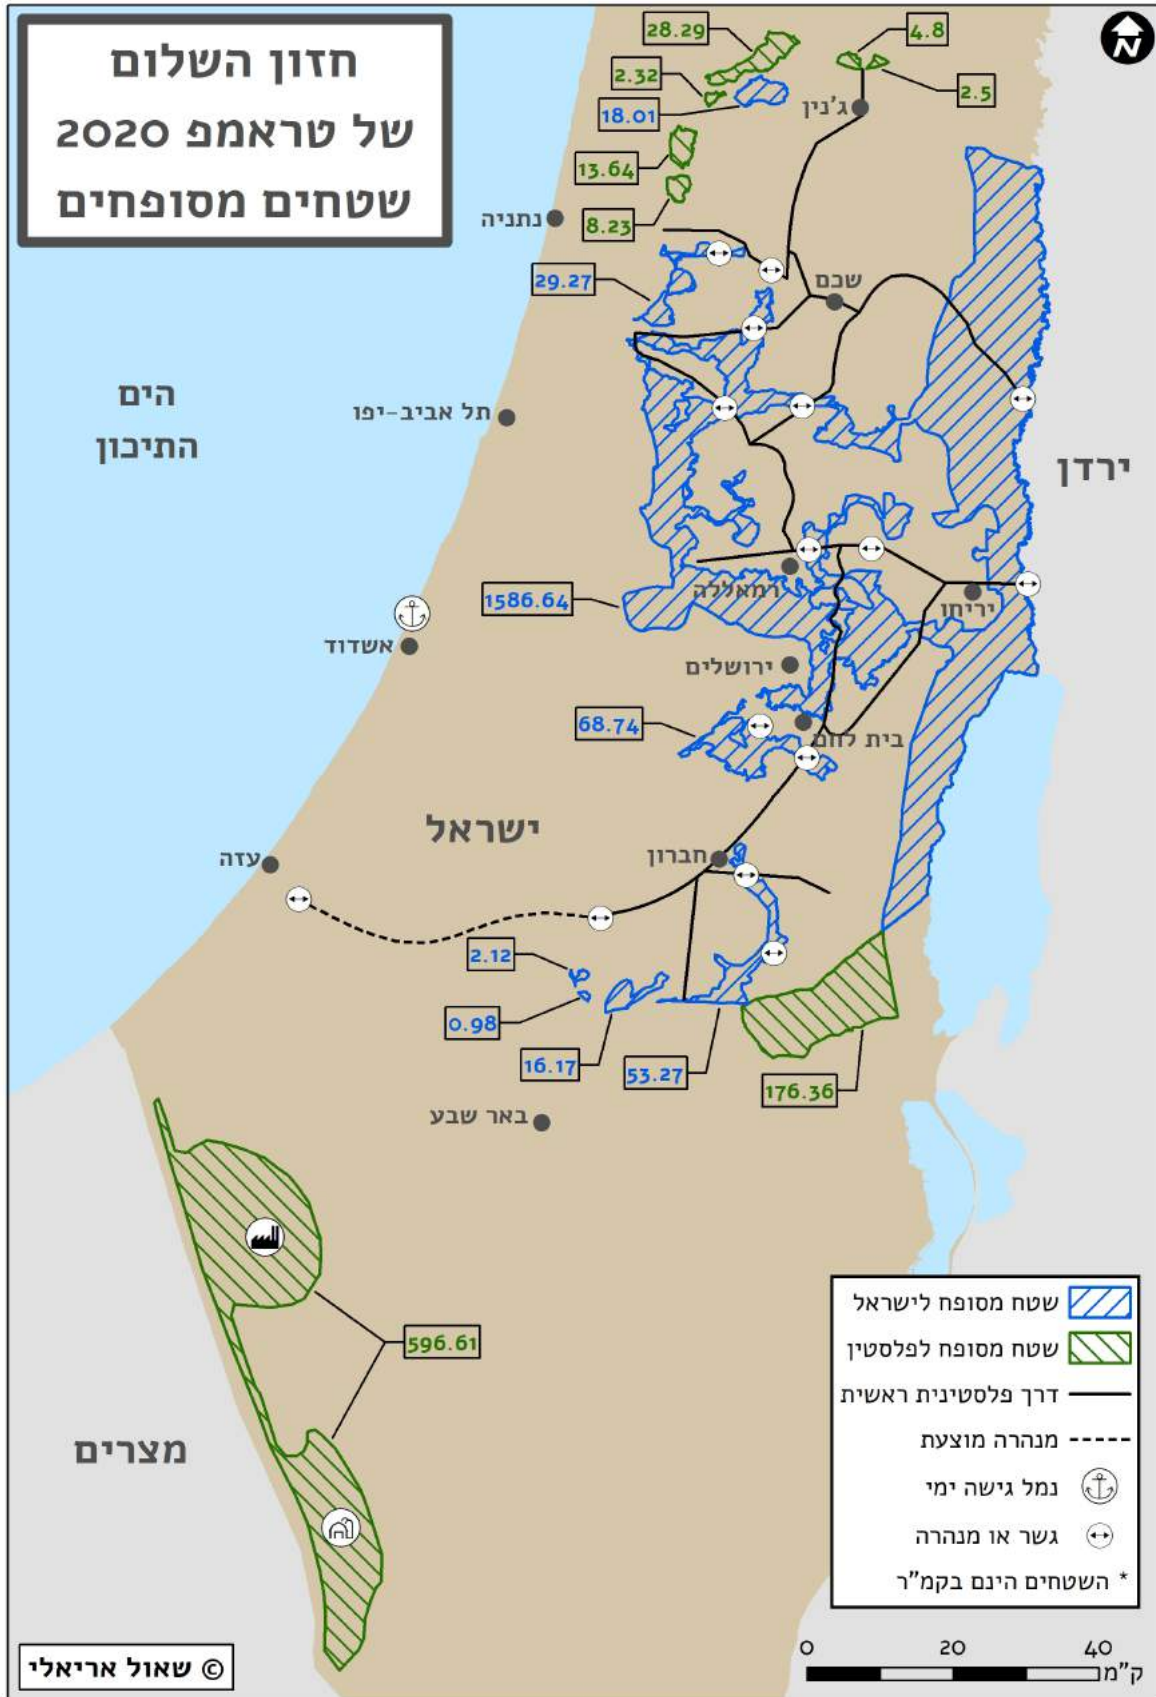 חזון השלום
של טראמפ 2020
שטחים מסופחים
28.29
4.8
2.32
2.5
18.01
ג'נין
13.64
נתניה
8.23
29.27
שכם
הים
התיכון
תל אביב-יפו
ירדן
1586.64
רמאללה
יריחו
אשדוד
ירושלים
68.74
בית לחם
ישראל
עזה
חברון
2.12
0.98
16.17
53.27
176.36
באר שבע
596.61
מצרים
שטח מסופח לישראל
שטח מסופח לפלסטין
דרך פלסטינית ראשית
מנהרה מוצעת
נמל גישה ימי
גשר או מנהרה
* השטחים הינם בקמ"ר
0 20 40
ק"מ
© שאול אריאלי
N